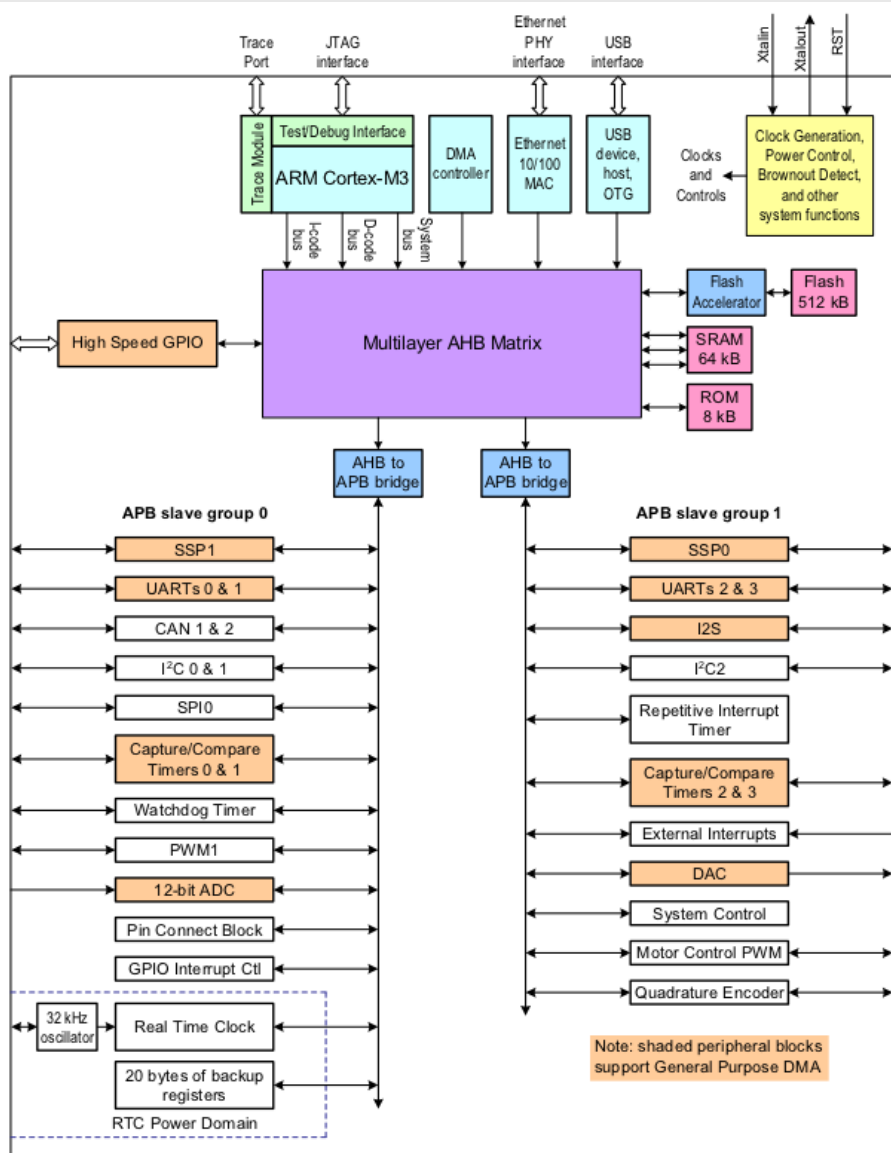 Trace
Port
JTAG
interface
Ethernet
PHY
interface
USB
interface
Xtalin
Xtalout
RST
Trace Module
Test/Debug Interface
ARM Cortex-M3
DMA
controller
Ethernet
10/100
MAC
USB
device,
host,
OTG
Clocks
and
Controls
Clock Generation,
Power Control,
Brownout Detect,
and other
system functions
I-code
bus
D-code
bus
System
bus
High Speed GPIO
Multilayer AHB Matrix
Flash
Accelerator
Flash
512 kB
SRAM
64 kB
ROM
8 kB
AHB to
APB bridge
AHB to
APB bridge
APB slave group 0
SSP1
UARTs 0 & 1
CAN 1 & 2
I²C 0 & 1
SPI0
Capture/Compare
Timers 0 & 1
Watchdog Timer
PWM1
12-bit ADC
Pin Connect Block
GPIO Interrupt Ctl
32 kHz
oscillator
Real Time Clock
20 bytes of backup
registers
RTC Power Domain
APB slave group 1
SSP0
UARTs 2 & 3
I2S
I²C2
Repetitive Interrupt
Timer
Capture/Compare
Timers 2 & 3
External Interrupts
DAC
System Control
Motor Control PWM
Quadrature Encoder
Note: shaded peripheral blocks
support General Purpose DMA